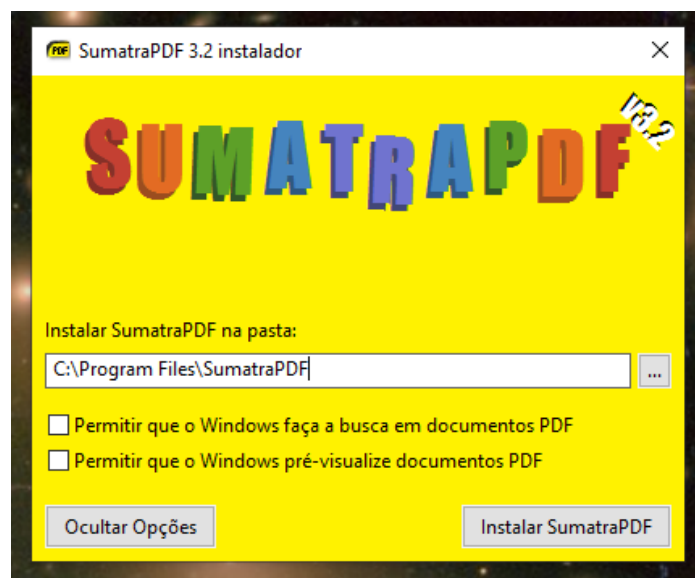 PDF SumatraPDF 3.2 instalador
SUMATRAPDF
v3.2
Instalar SumatraPDF na pasta:
C:\Program Files\SumatraPDF
...
Permitir que o Windows faça a busca em documentos PDF
Permitir que o Windows pré-visualize documentos PDF
Ocultar Opções
Instalar SumatraPDF